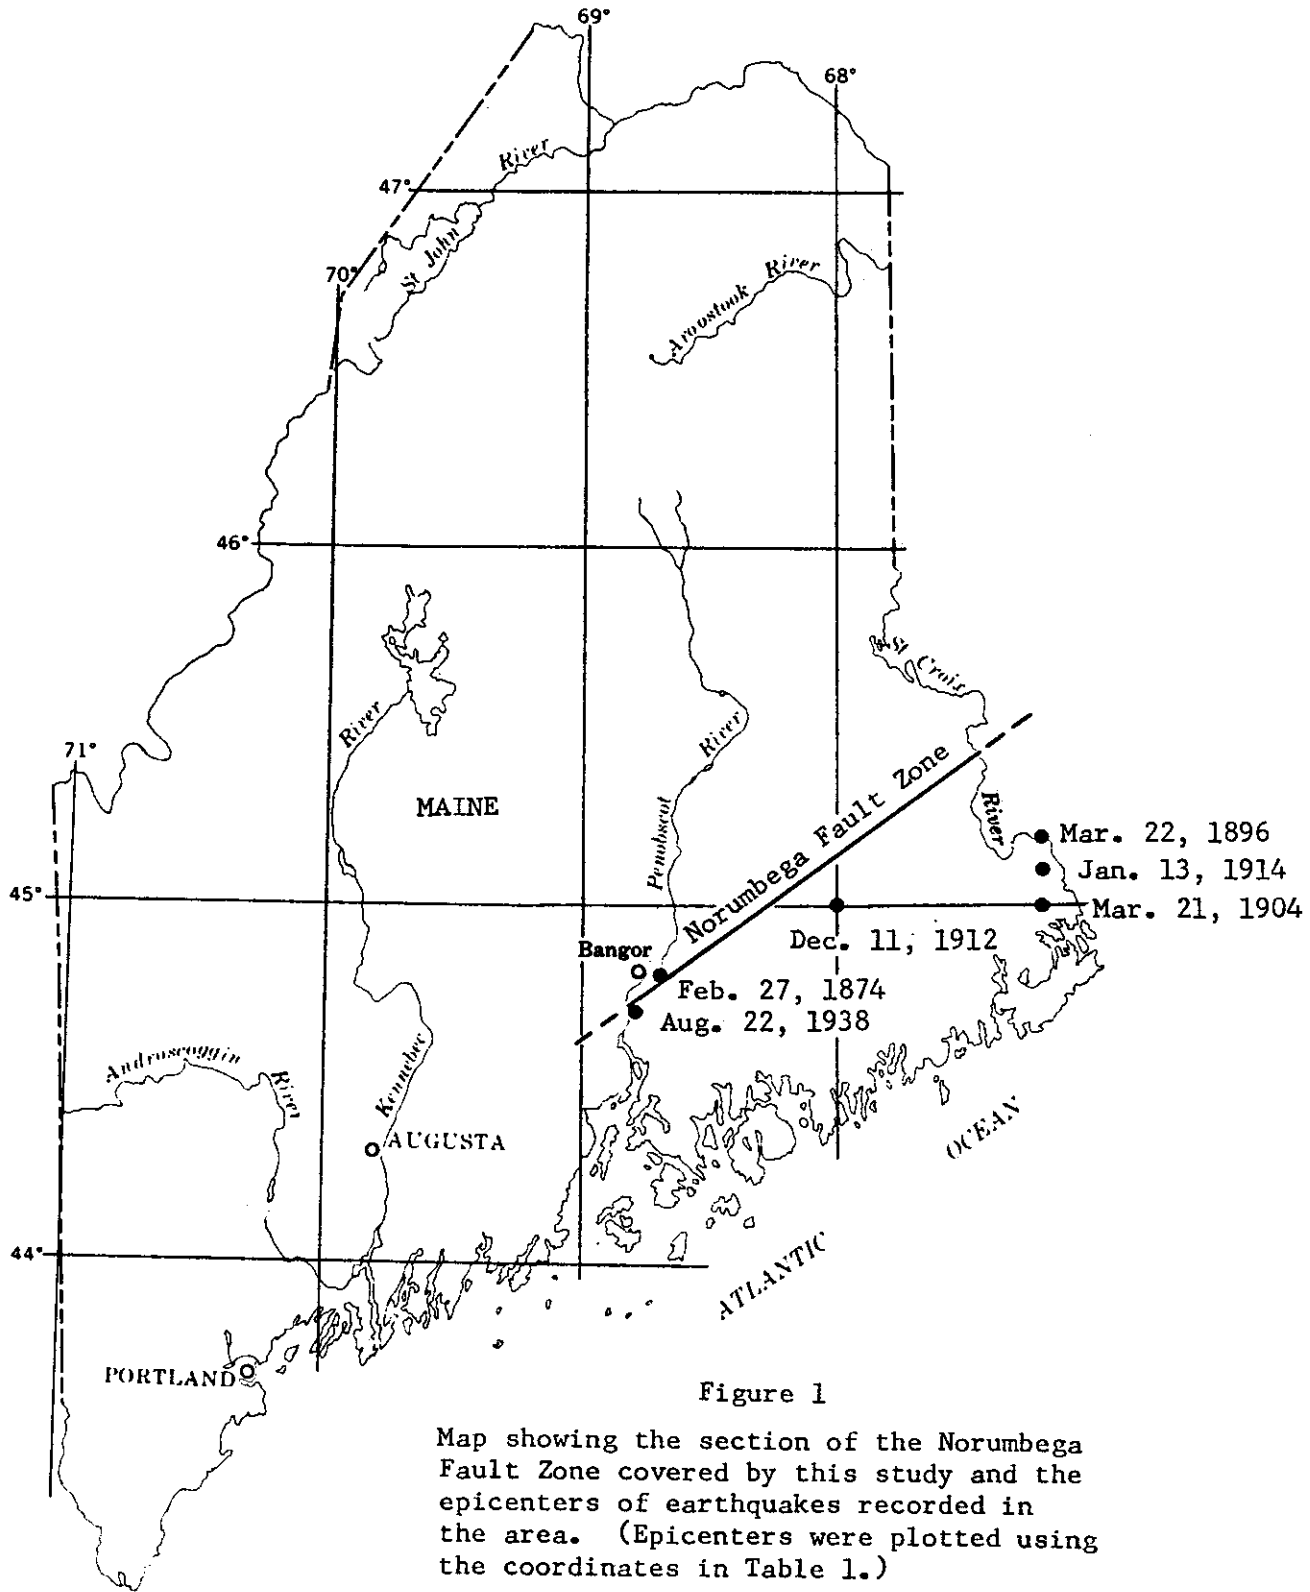 69°
68°
River
47°
St John
70°
River
Aroostook
46°
St Croix
River
71°
River
Norumbega Fault Zone
MAINE
River
Penobscot
Mar. 22, 1896
Jan. 13, 1914
45°
Mar. 21, 1904
Dec. 11, 1912
Bangor
Feb. 27, 1874
Aug. 22, 1938
Androscoggin
River
Kennebec
AUGUSTA
OCEAN
44°
ATLANTIC
PORTLAND
Figure 1
Map showing the section of the Norumbega
Fault Zone covered by this study and the
epicenters of earthquakes recorded in
the area. (Epicenters were plotted using
the coordinates in Table 1.)